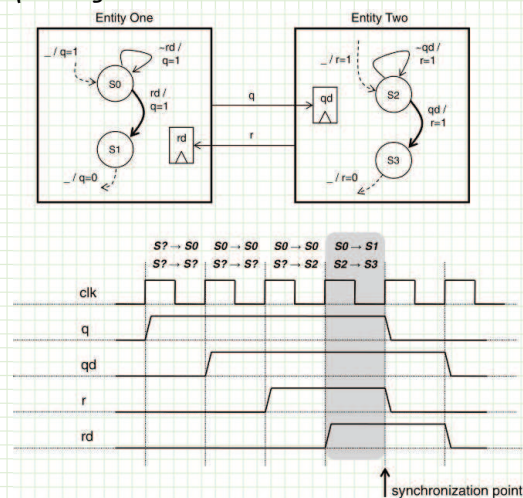 Entity One
Entity Two
_ / q=1
~rd /
q=1
S0
rd /
q=1
S1
_ / q=0
rd
q
r
qd
_ / r=1
~qd /
r=1
S2
qd /
r=1
S3
_ / r=0
S? → S0 S0 → S0 S0 → S0 S0 → S1
S? → S? S? → S? S? → S2 S2 → S3
clk
q
qd
r
rd
synchronization point